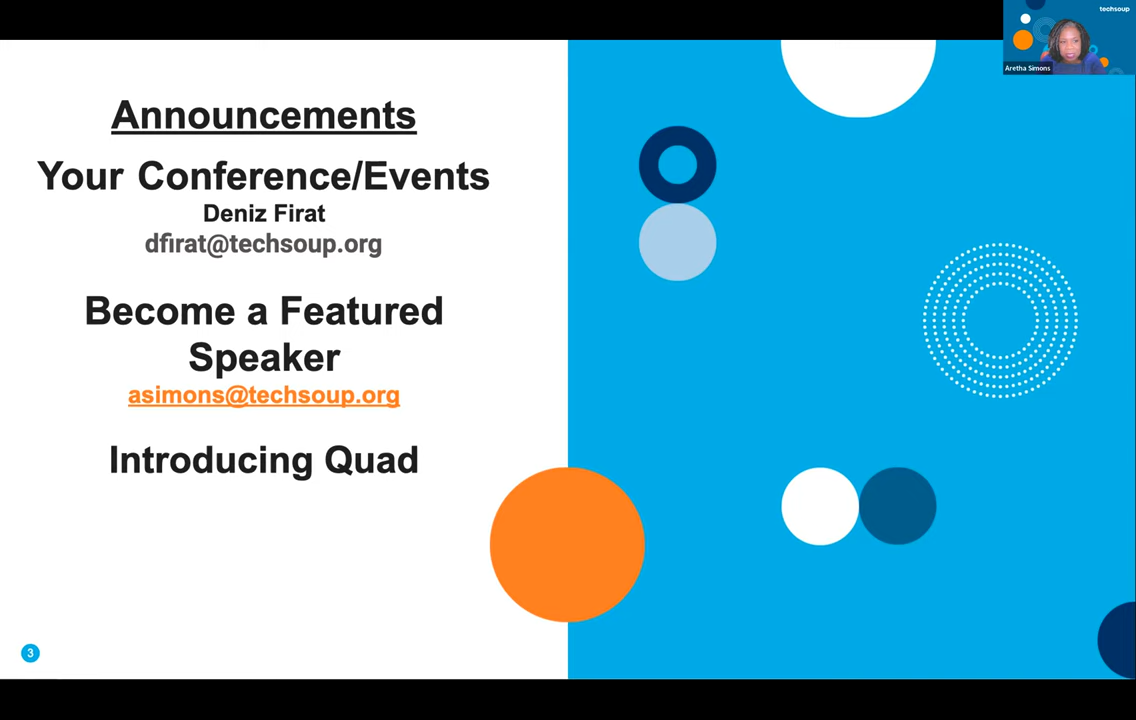 techsoup
Aretha Simons
Announcements
Your Conference/Events
Deniz Firat
dfirat@techsoup.org
Become a Featured
Speaker
asimons@techsoup.org
Introducing Quad
3